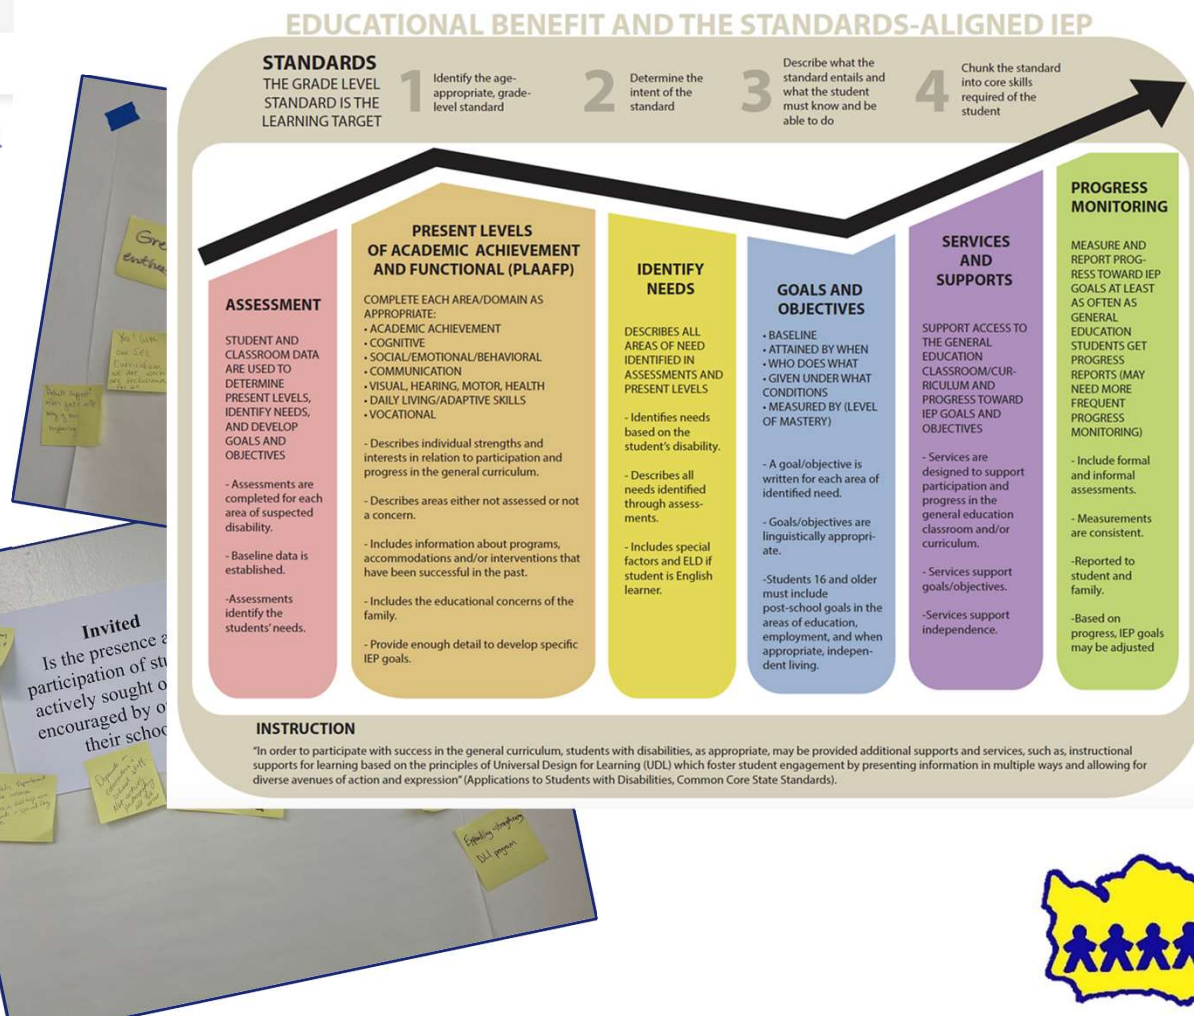 EDUCATIONAL BENEFIT AND THE STANDARDS-ALIGNED IEP
STANDARDS
THE GRADE LEVEL
STANDARD IS THE
LEARNING TARGET
1
Identify the age-
appropriate, grade-
level standard
2
Determine the
intent of the
standard
3
Describe what the
standard entails and
what the student
must know and be
able to do
4
Chunk the standard
into core skills
required of the
student
ASSESSMENT
STUDENT AND
CLASSROOM DATA
ARE USED TO
DETERMINE
PRESENT LEVELS,
IDENTIFY NEEDS,
AND DEVELOP
GOALS AND
OBJECTIVES
- Assessments are
completed for each
area of suspected
disability.
- Baseline data is
established.
-Assessments
identify the
students' needs.
PRESENT LEVELS
OF ACADEMIC ACHIEVEMENT
AND FUNCTIONAL (PLAAFP)
COMPLETE EACH AREA/DOMAIN AS
APPROPRIATE:
• ACADEMIC ACHIEVEMENT
• COGNITIVE
• SOCIAL/EMOTIONAL/BEHAVIORAL
• COMMUNICATION
• VISUAL, HEARING, MOTOR, HEALTH
• DAILY LIVING/ADAPTIVE SKILLS
• VOCATIONAL
- Describes individual strengths and
interests in relation to participation and
progress in the general curriculum.
- Describes areas either not assessed or not
a concern.
- Includes information about programs,
accommodations and/or interventions that
have been successful in the past.
- Includes the educational concerns of the
family.
- Provide enough detail to develop specific
IEP goals.
IDENTIFY
NEEDS
DESCRIBES ALL
AREAS OF NEED
IDENTIFIED IN
ASSESSMENTS AND
PRESENT LEVELS
- Identifies needs
based on the
student's disability.
- Describes all
needs identified
through assess-
ments.
- Includes special
factors and ELD if
student is English
learner.
GOALS AND
OBJECTIVES
• BASELINE
• ATTAINED BY WHEN
• WHO DOES WHAT
• GIVEN UNDER WHAT
CONDITIONS
• MEASURED BY (LEVEL
OF MASTERY)
- A goal/objective is
written for each area of
identified need.
- Goals/objectives are
linguistically appropri-
ate.
-Students 16 and older
must include
post-school goals in the
areas of education,
employment, and when
appropriate, indepen-
dent living.
SERVICES
AND
SUPPORTS
SUPPORT ACCESS TO
THE GENERAL
EDUCATION
CLASSROOM/CUR-
RICULUM AND
PROGRESS TOWARD
IEP GOALS AND
OBJECTIVES
- Services are
designed to support
participation and
progress in the
general education
classroom and/or
curriculum.
- Services support
goals/objectives.
-Services support
independence.
PROGRESS
MONITORING
MEASURE AND
REPORT PROG-
RESS TOWARD IEP
GOALS AT LEAST
AS OFTEN AS
GENERAL
EDUCATION
STUDENTS GET
PROGRESS
REPORTS (MAY
NEED MORE
FREQUENT
PROGRESS
MONITORING)
- Include formal
and informal
assessments.
- Measurements
are consistent.
-Reported to
student and
family.
-Based on
progress, IEP goals
may be adjusted
INSTRUCTION
"In order to participate with success in the general curriculum, students with disabilities, as appropriate, may be provided additional supports and services, such as, instructional
supports for learning based on the principles of Universal Design for Learning (UDL) which foster student engagement by presenting information in multiple ways and allowing for
diverse avenues of action and expression" (Applications to Students with Disabilities, Common Core State Standards).
Yes! With
our SEL
Curriculum
Invited
Is the presence
participation of
actively sought
encouraged by
their
Expanding
DLI program